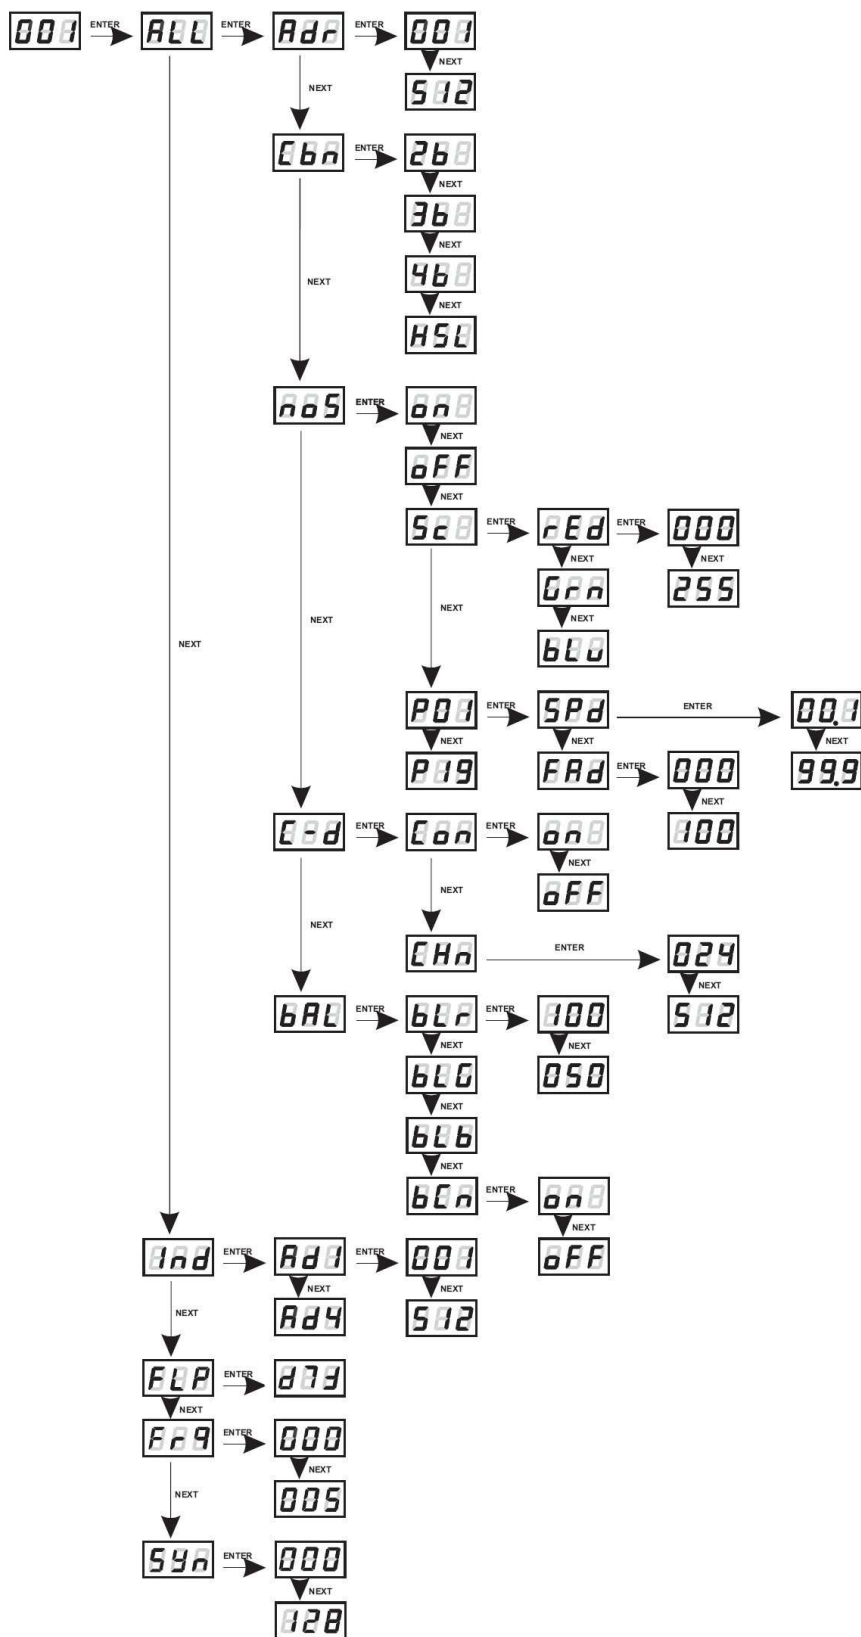 001 ENTER ALL ENTER Adr ENTER 001
NEXT
NEXT
512
Cbn ENTER 2b
NEXT
3b
NEXT
NEXT
4b
NEXT
HSL
noS ENTER on
NEXT
oFF
NEXT
Sc ENTER rEd ENTER 000
NEXT NEXT
Grn 255
NEXT
NEXT
NEXT
NEXT
bLu
P01 ENTER SPd ENTER 00.1
NEXT NEXT NEXT
P19 FAd ENTER 000 99.9
NEXT
C-d ENTER Con ENTER on 100
NEXT
NEXT
oFF
NEXT
CHn ENTER 024
NEXT
bAL ENTER bLr ENTER 100 512
NEXT NEXT
bLG 050
NEXT
bLb
NEXT
bCn ENTER on
NEXT
Ind ENTER Ad1 ENTER 001 oFF
NEXT NEXT
NEXT
Ad4 512
FLP ENTER d7d
NEXT
Frq ENTER 000
NEXT
NEXT
005
SYn ENTER 000
NEXT
128